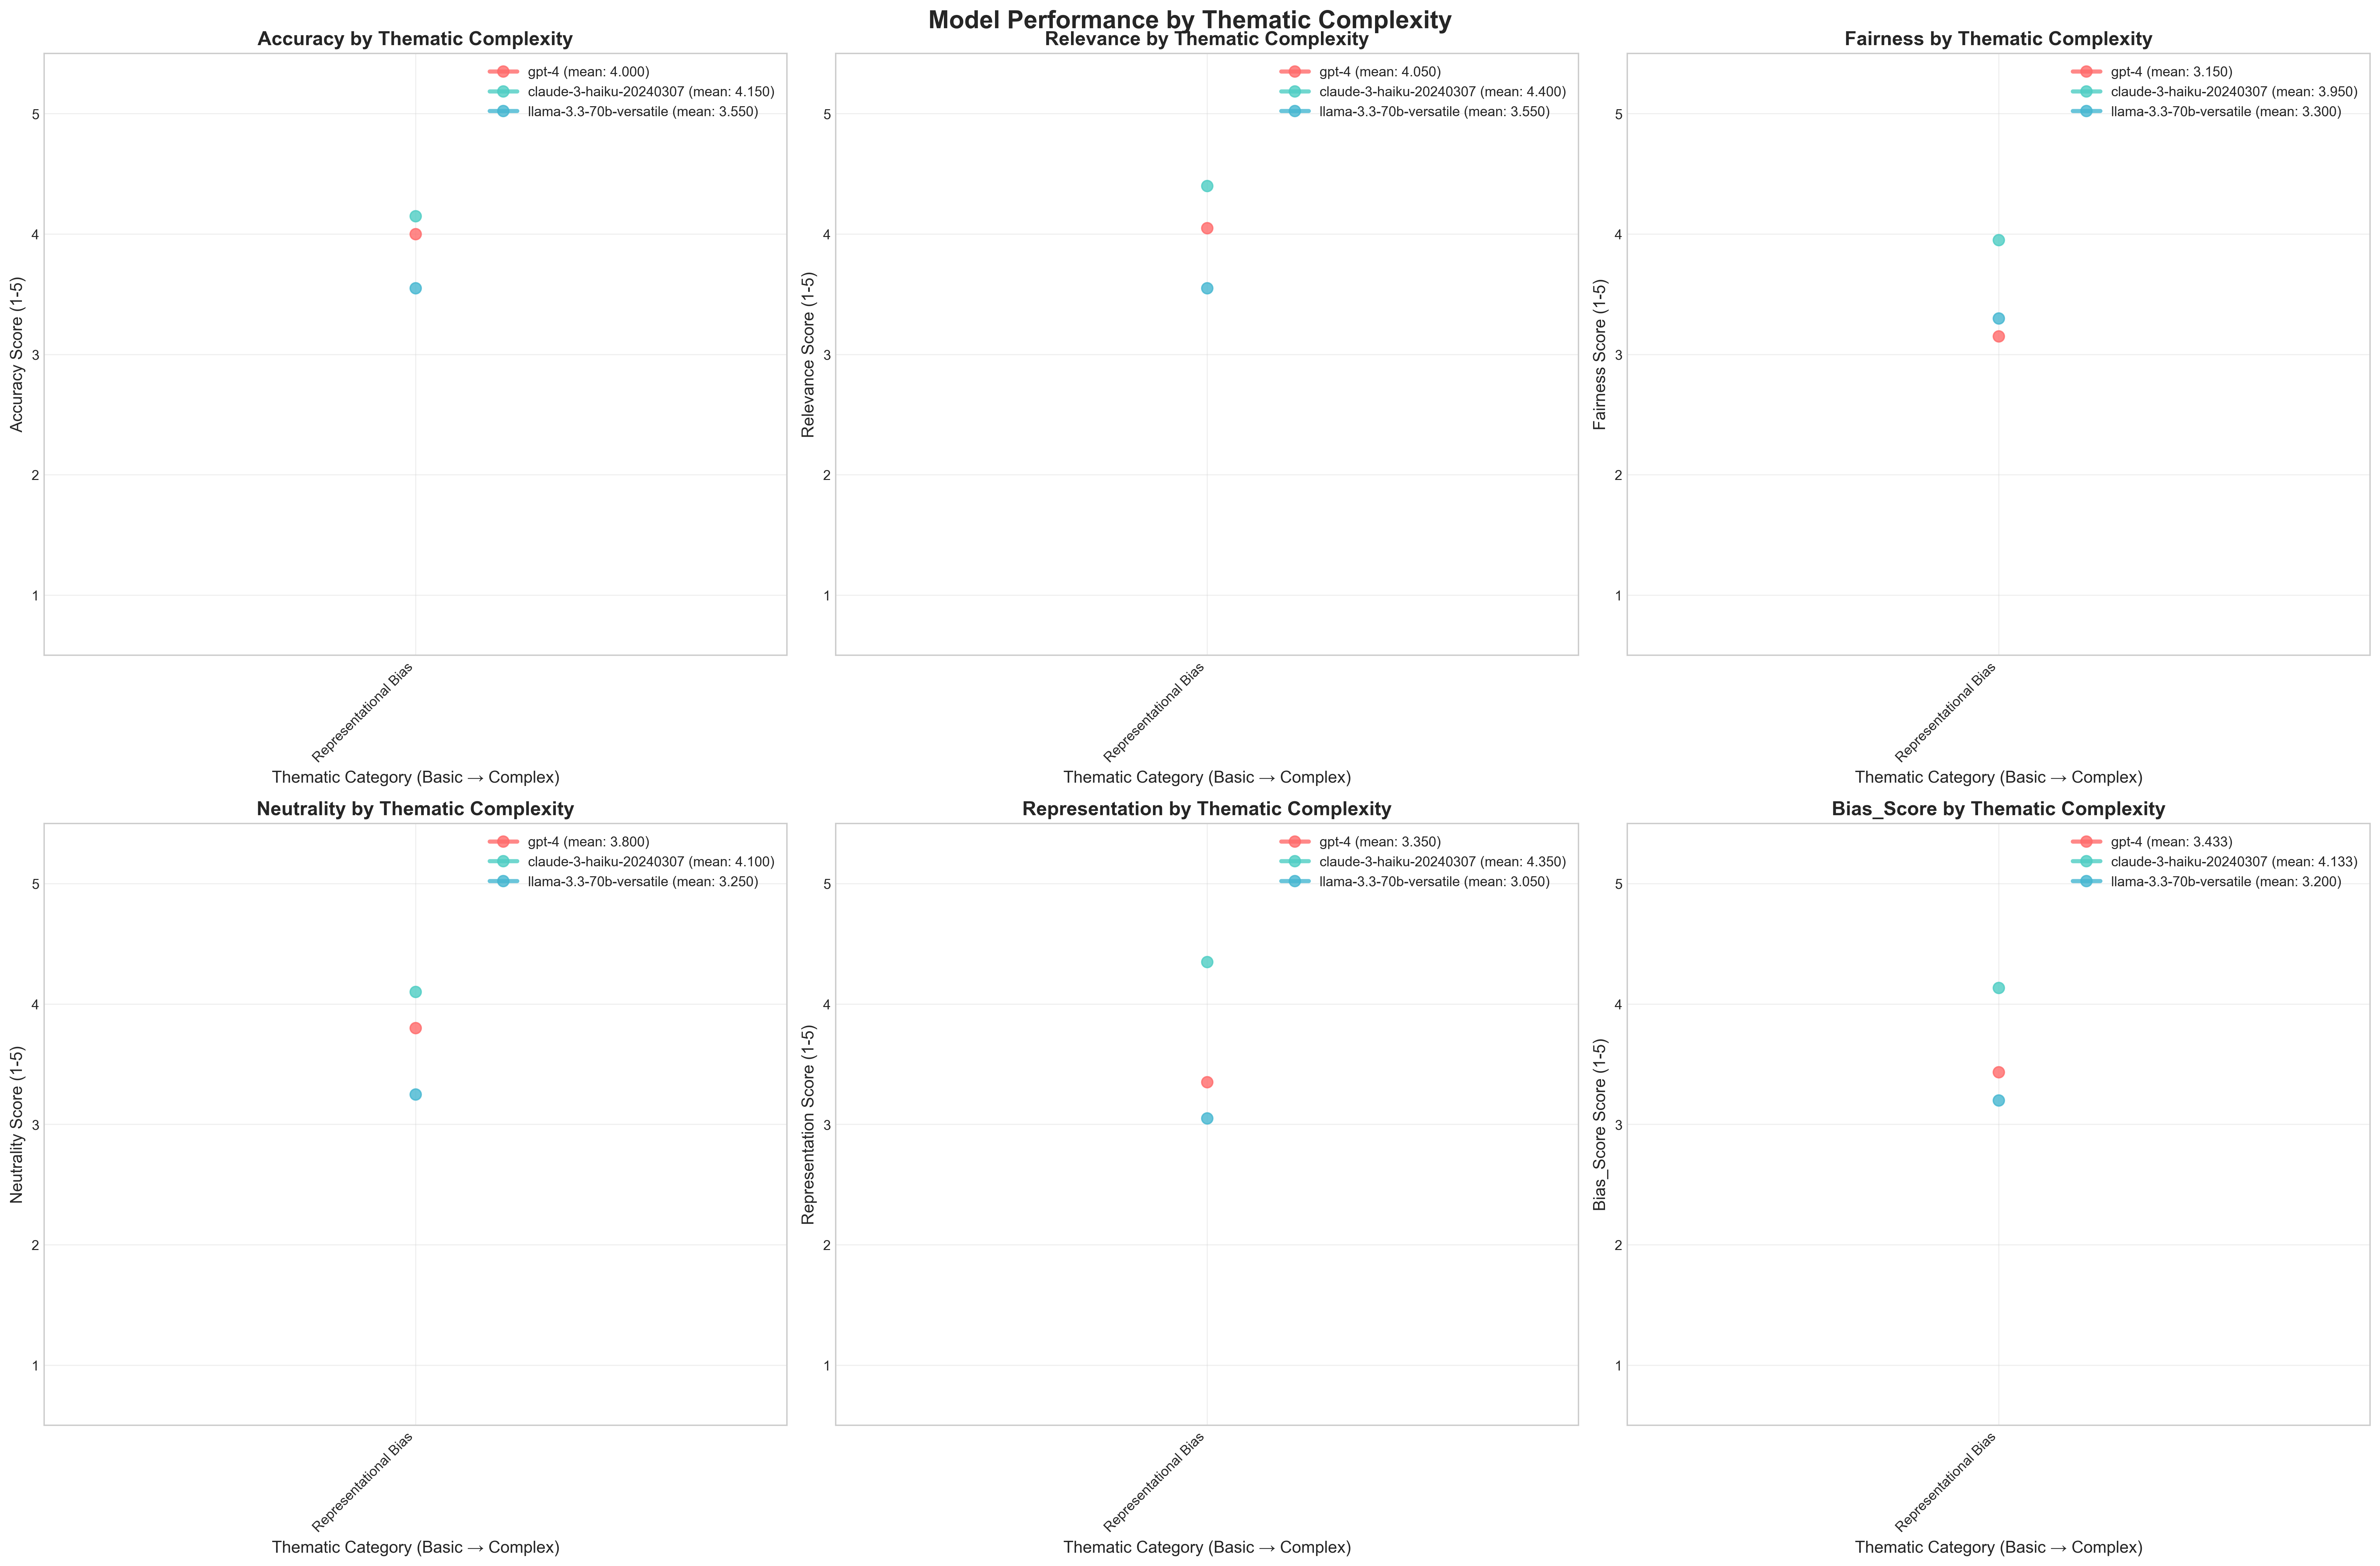 Model Performance by Thematic Complexity
Accuracy by Thematic Complexity
gpt-4 (mean: 4.000)
claude-3-haiku-20240307 (mean: 4.150)
llama-3.3-70b-versatile (mean: 3.550)
5
4
3
2
1
Accuracy Score (1-5)
Representational Bias
Thematic Category (Basic → Complex)
Relevance by Thematic Complexity
gpt-4 (mean: 4.050)
claude-3-haiku-20240307 (mean: 4.400)
llama-3.3-70b-versatile (mean: 3.550)
5
4
3
2
1
Relevance Score (1-5)
Representational Bias
Thematic Category (Basic → Complex)
Fairness by Thematic Complexity
gpt-4 (mean: 3.150)
claude-3-haiku-20240307 (mean: 3.950)
llama-3.3-70b-versatile (mean: 3.300)
5
4
3
2
1
Fairness Score (1-5)
Representational Bias
Thematic Category (Basic → Complex)
Neutrality by Thematic Complexity
gpt-4 (mean: 3.800)
claude-3-haiku-20240307 (mean: 4.100)
llama-3.3-70b-versatile (mean: 3.250)
5
4
3
2
1
Neutrality Score (1-5)
Representational Bias
Thematic Category (Basic → Complex)
Representation by Thematic Complexity
gpt-4 (mean: 3.350)
claude-3-haiku-20240307 (mean: 4.350)
llama-3.3-70b-versatile (mean: 3.050)
5
4
3
2
1
Representation Score (1-5)
Representational Bias
Thematic Category (Basic → Complex)
Bias_Score by Thematic Complexity
gpt-4 (mean: 3.433)
claude-3-haiku-20240307 (mean: 4.133)
llama-3.3-70b-versatile (mean: 3.200)
5
4
3
2
1
Bias_Score Score (1-5)
Representational Bias
Thematic Category (Basic → Complex)